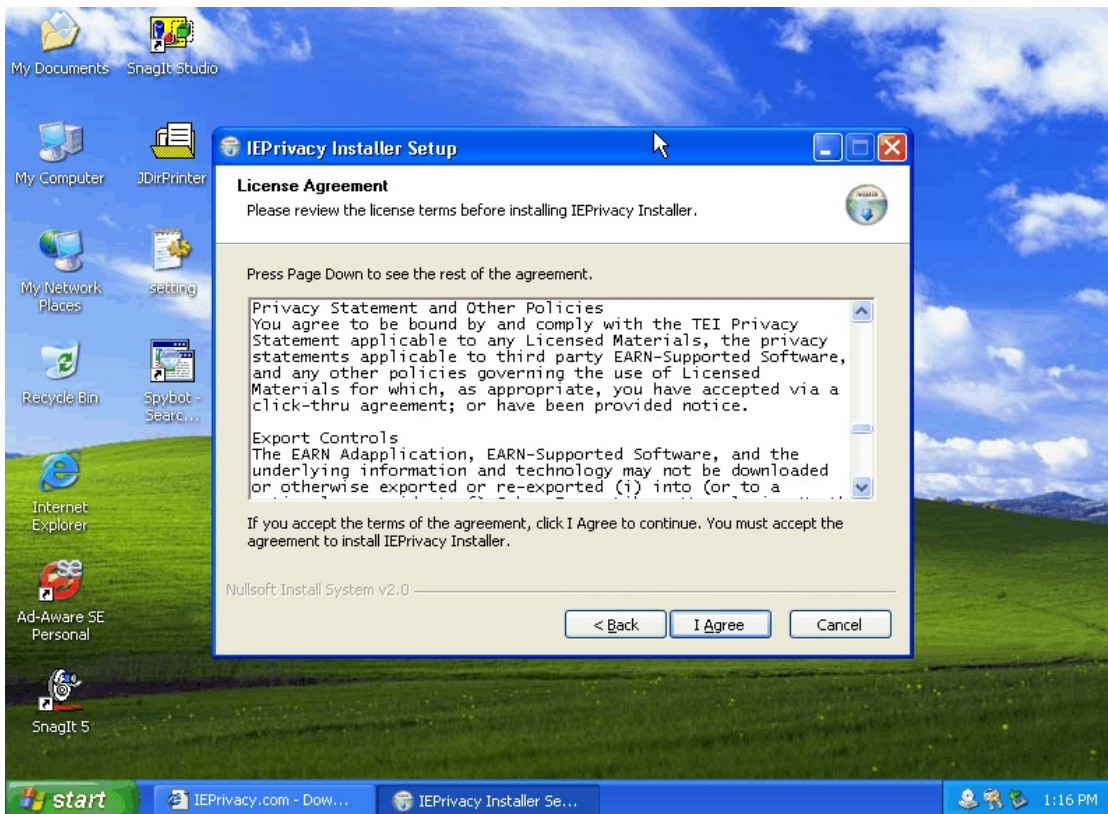 My Documents
SnagIt Studio
My Computer
JDirPrinter
My Network
Places
setting
Recycle Bin
Spybot -
Searc...
Internet
Explorer
Ad-Aware SE
Personal
SnagIt 5
IEPrivacy Installer Setup
License Agreement
Please review the license terms before installing IEPrivacy Installer.
Press Page Down to see the rest of the agreement.
Privacy Statement and Other Policies
You agree to be bound by and comply with the TEI Privacy
Statement applicable to any Licensed Materials, the privacy
statements applicable to third party EARN-Supported Software,
and any other policies governing the use of Licensed
Materials for which, as appropriate, you have accepted via a
click-thru agreement; or have been provided notice.
Export Controls
The EARN Adapplication, EARN-Supported Software, and the
underlying information and technology may not be downloaded
or otherwise exported or re-exported (i) into (or to a
If you accept the terms of the agreement, click I Agree to continue. You must accept the
agreement to install IEPrivacy Installer.
Nullsoft Install System v2.0
< Back
I Agree
Cancel
start
IEPrivacy.com - Dow...
IEPrivacy Installer Se...
1:16 PM